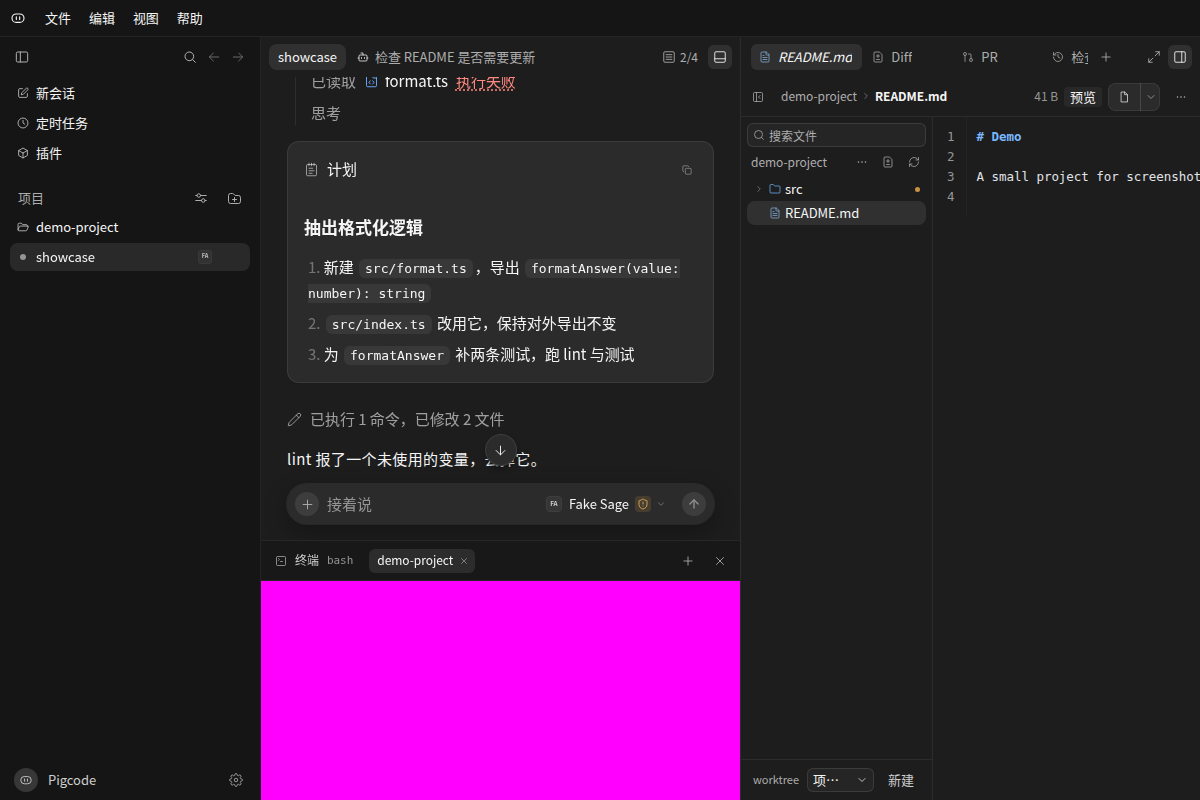 文件 编辑 视图 帮助
新会话
定时任务
插件
项目
demo-project
showcase FA
Pigcode
showcase 检查 README 是否需要更新 2/4
已读取 format.ts 执行失败
思考
计划
抽出格式化逻辑
1. 新建 src/format.ts ，导出 formatAnswer(value:
number): string
2. src/index.ts 改用它，保持对外导出不变
3. 为 formatAnswer 补两条测试，跑 lint 与测试
已执行 1 命令，已修改 2 文件
lint 报了一个未使用的变量，去掉它。
接着说 FA Fake Sage
终端 bash demo-project
README.md Diff PR 检
demo-project README.md 41 B 预览
搜索文件
demo-project
src
README.md
1 # Demo
2
3 A small project for screenshot
4
worktree 项… 新建